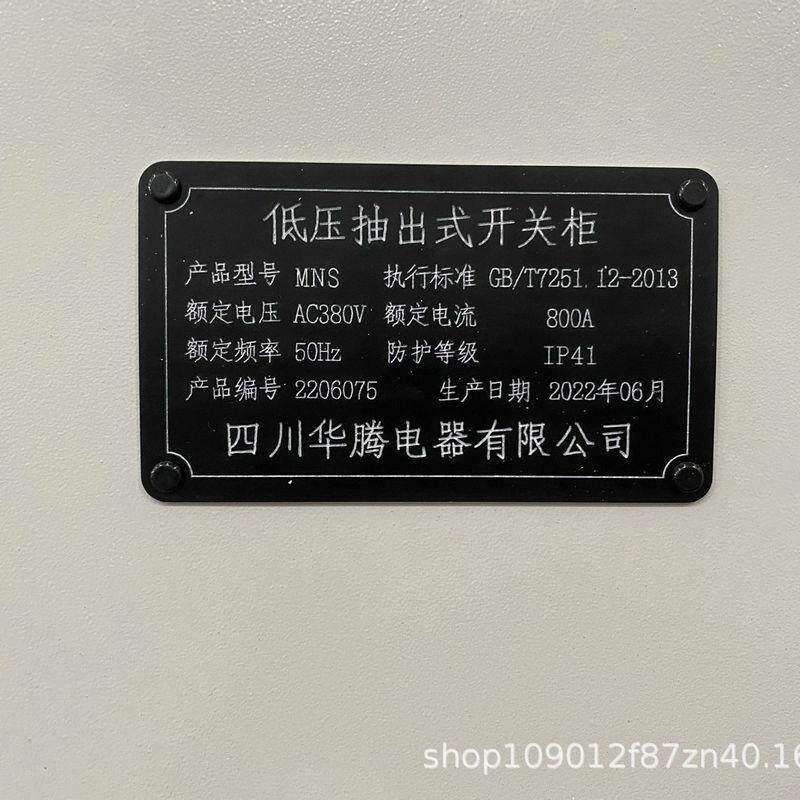 低压抽出式开关柜
产品型号 MNS 执行标准 GB/T7251.12-2013
额定电压 AC380V 额定电流 800A
额定频率 50Hz 防护等级 IP41
产品编号 2206075 生产日期 2022年06月
四川华腾电器有限公司
shop109012f87zn40.16